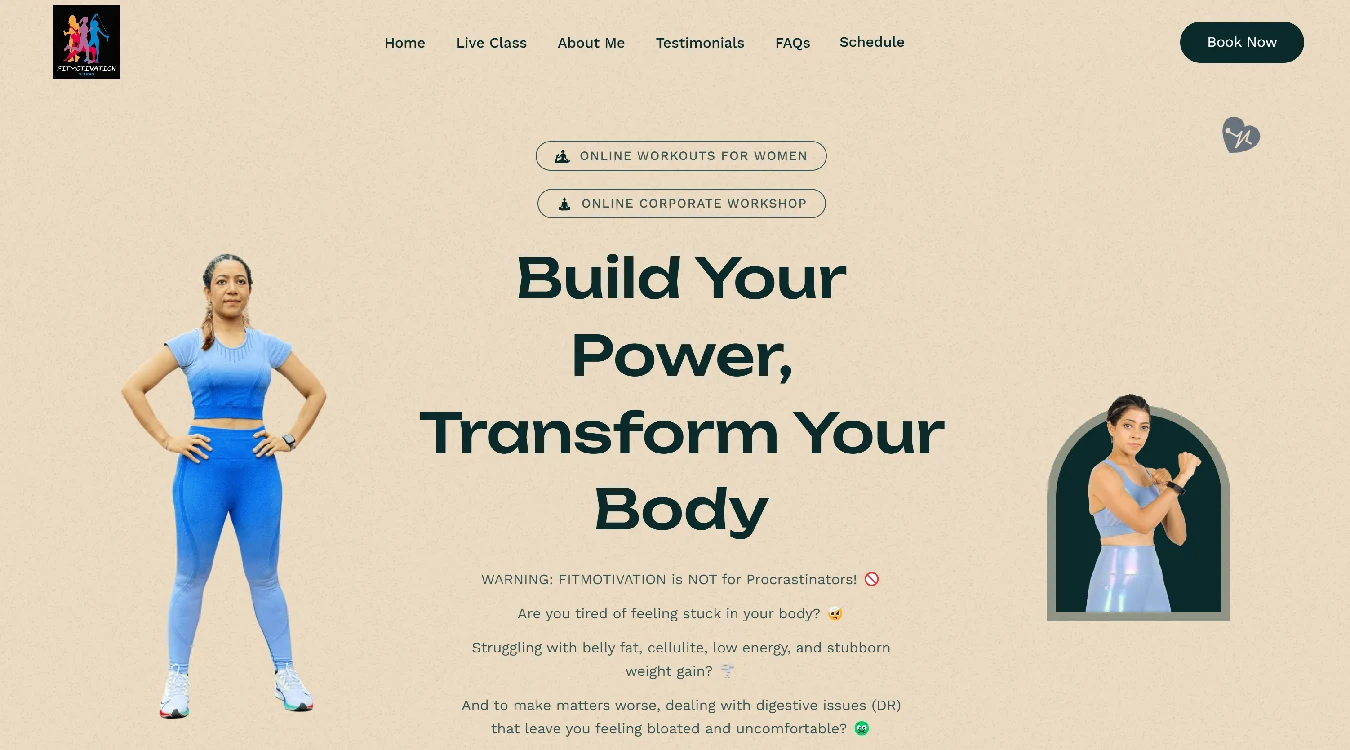 FITMOTIVATION
Home
Live Class
About Me
Testimonials
FAQs
Schedule
Book Now
ONLINE WORKOUTS FOR WOMEN
ONLINE CORPORATE WORKSHOP
Build Your
Power,
Transform Your
Body
WARNING: FITMOTIVATION is NOT for Procrastinators! 🚫
Are you tired of feeling stuck in your body?
Struggling with belly fat, cellulite, low energy, and stubborn
weight gain? 🌪️
And to make matters worse, dealing with digestive issues (DR)
that leave you feeling bloated and uncomfortable?